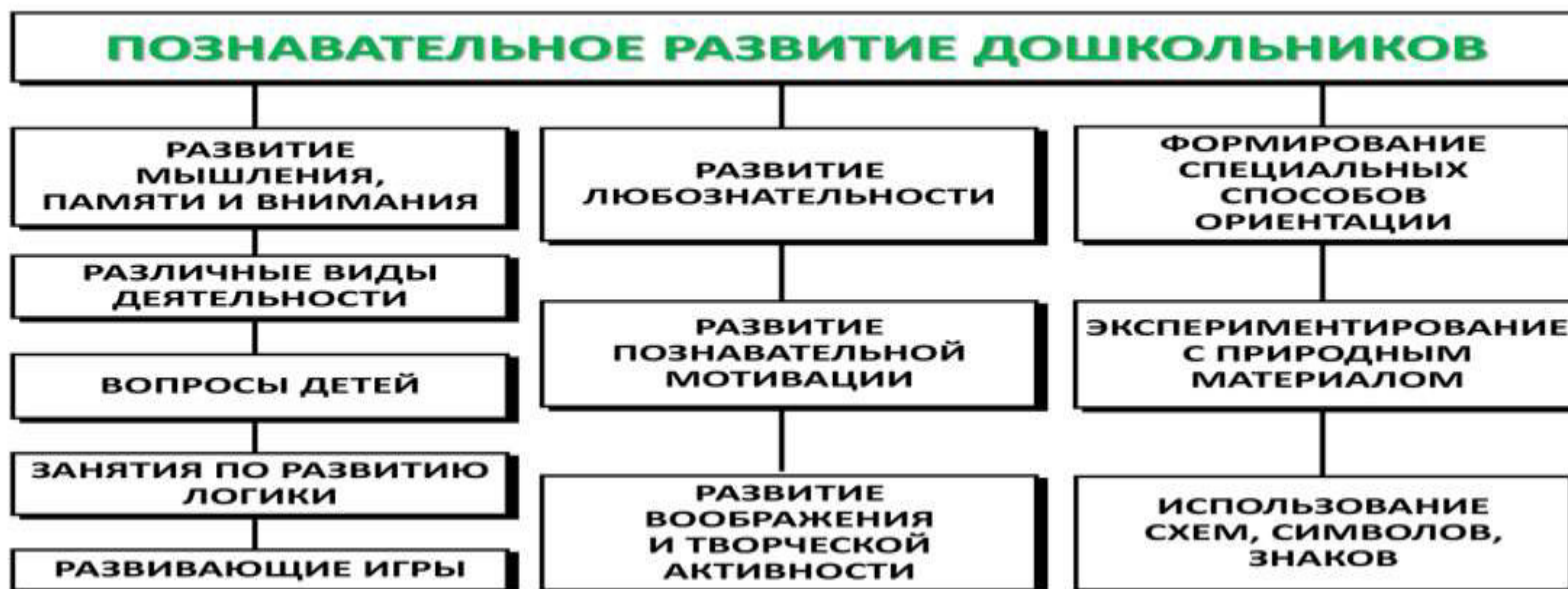 ПОЗНАВАТЕЛЬНОЕ РАЗВИТИЕ ДОШКОЛЬНИКОВ
РАЗВИТИЕ
МЫШЛЕНИЯ,
ПАМЯТИ И ВНИМАНИЯ
РАЗЛИЧНЫЕ ВИДЫ
ДЕЯТЕЛЬНОСТИ
ВОПРОСЫ ДЕТЕЙ
ЗАНЯТИЯ ПО РАЗВИТИЮ
ЛОГИКИ
РАЗВИВАЮЩИЕ ИГРЫ
РАЗВИТИЕ
ЛЮБОЗНАТЕЛЬНОСТИ
РАЗВИТИЕ
ПОЗНАВАТЕЛЬНОЙ
МОТИВАЦИИ
РАЗВИТИЕ
ВООБРАЖЕНИЯ
И ТВОРЧЕСКОЙ
АКТИВНОСТИ
ФОРМИРОВАНИЕ
СПЕЦИАЛЬНЫХ
СПОСОБОВ
ОРИЕНТАЦИИ
ЭКСПЕРИМЕНТИРОВАНИЕ
С ПРИРОДНЫМ
МАТЕРИАЛОМ
ИСПОЛЬЗОВАНИЕ
СХЕМ, СИМВОЛОВ,
ЗНАКОВ